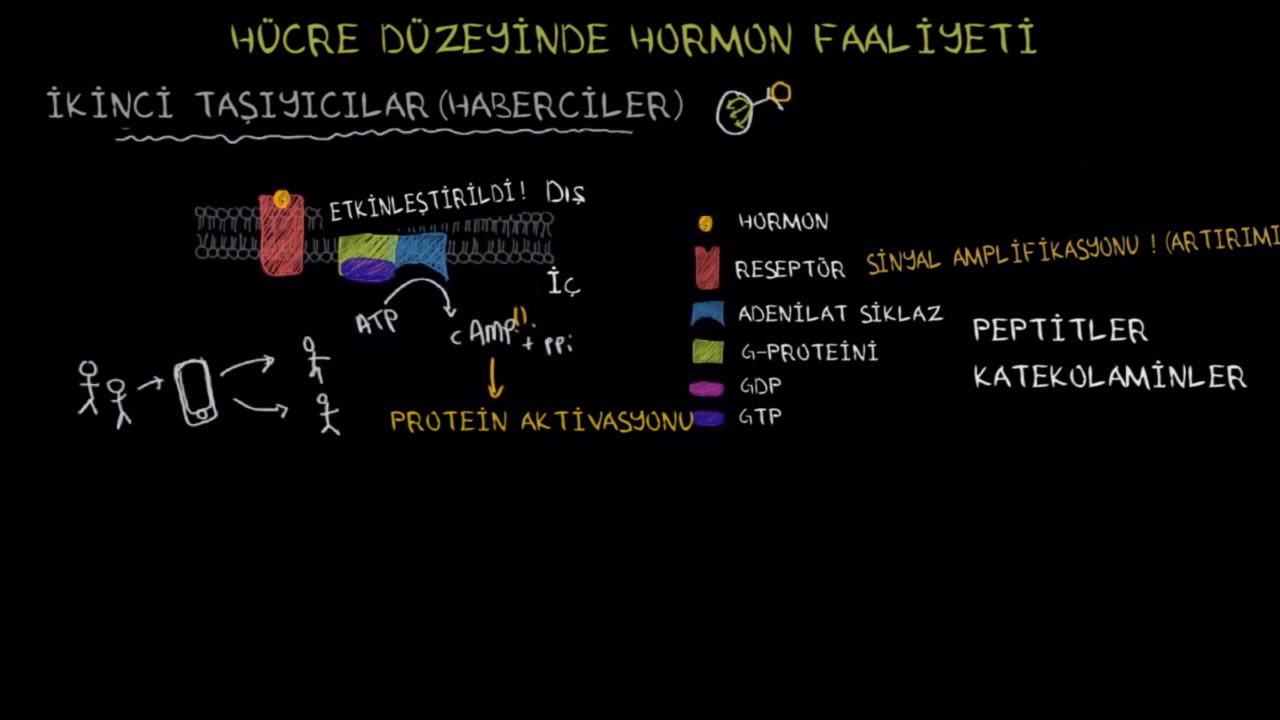 HÜCRE DÜZEYİNDE HORMON FAALİYETİ
İKİNCİ TAŞIYICILAR (HABERCİLER)
ETKİNLEŞTİRİLDİ! DIŞ
İÇ
ATP
cAMP!! + PPi
PROTEİN AKTİVASYONU
HORMON
RESEPTÖR
SİNYAL AMPLİFİKASYONU ! (ARTIRIMI
ADENİLAT SİKLAZ
G-PROTEİNİ
GDP
GTP
PEPTİTLER
KATEKOLAMİNLER